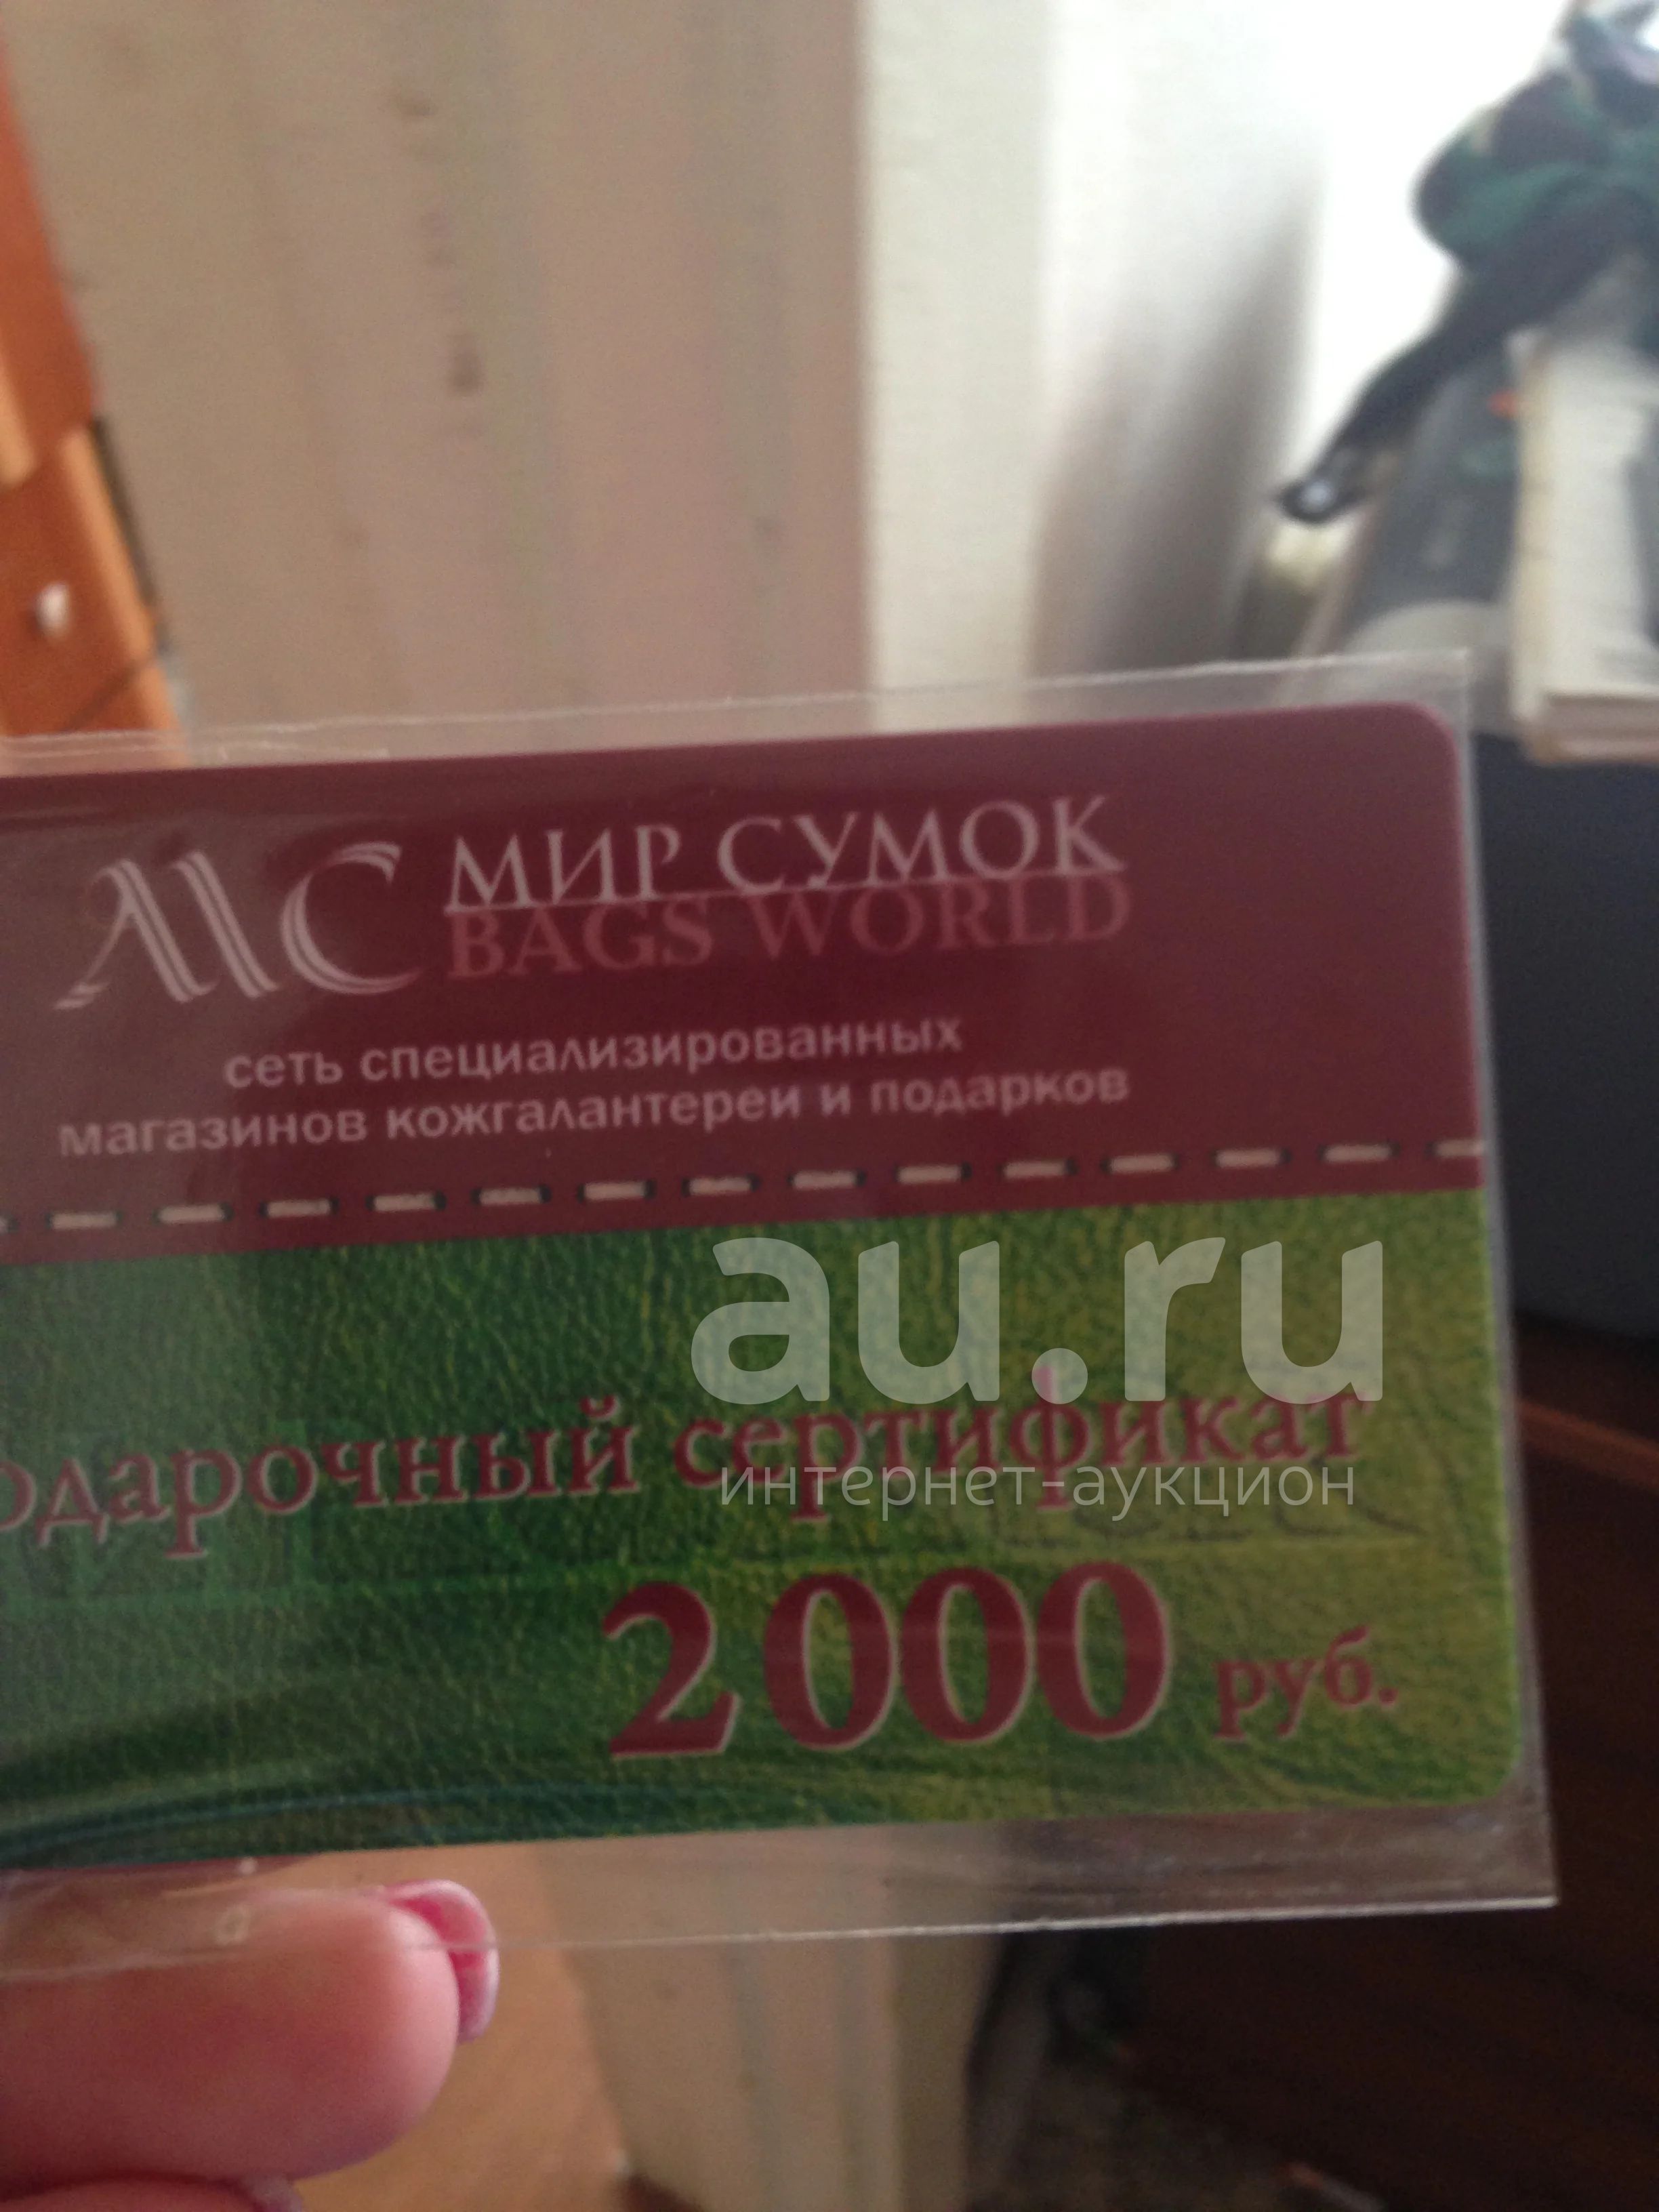 МС МИР СУМОК
BAGS WORLD
сеть специализированных
магазинов кожгалантереи и подарков
au.ru
одарочный сертификат
интернет-аукцион
2000 руб.